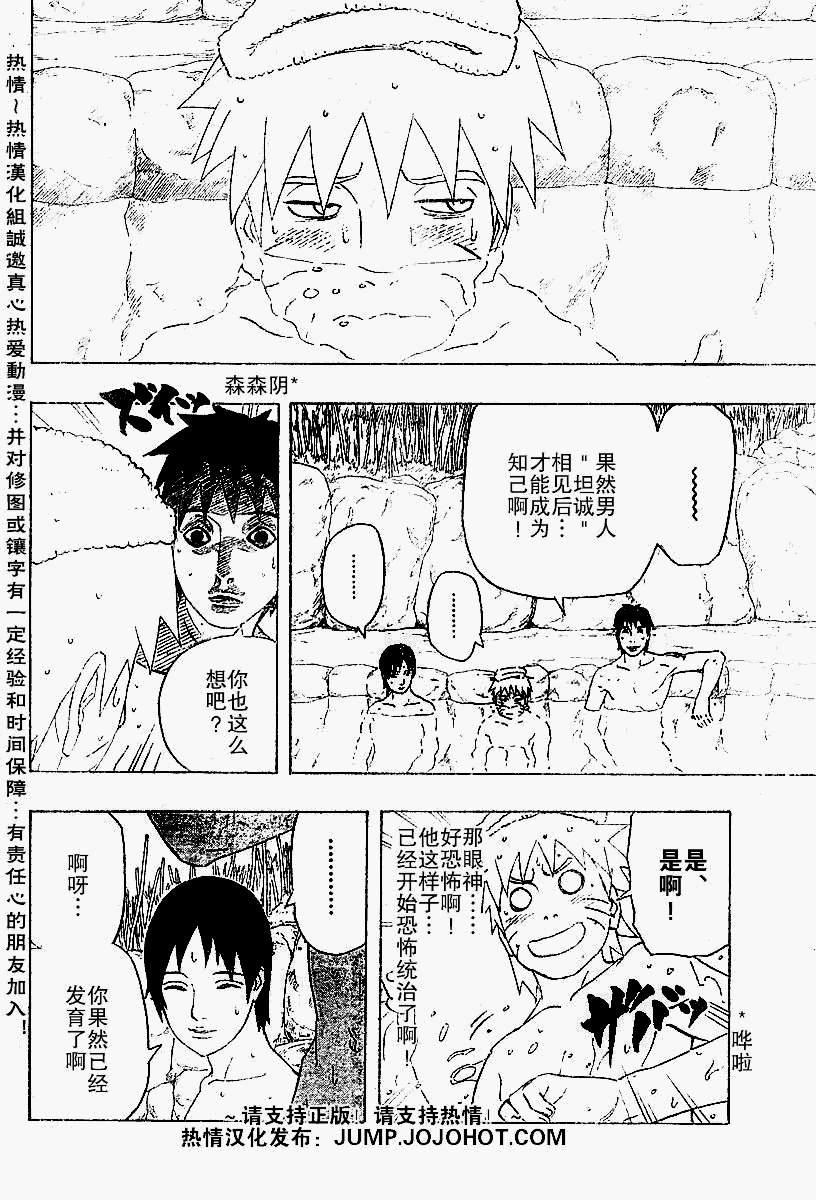 热情～热情漢化組誠邀真心热爱動漫…并对修图或镶字有一定经验和时间保障…有责任心的朋友加入！
森森阴*
～～～～
果然男人
"坦诚"
相见后…
才能成为
知己啊！
………
………
ズイッ
你也这么
想吧？
是、
是啊！
那眼神……
好恐怖啊！
他这样子…
已经开始恐怖统治了啊！
*哗啦
………
啊呀…
你果然已经
发育了啊
~请支持正版！请支持热情！
热情汉化发布：JUMP.JOJOHOT.COM